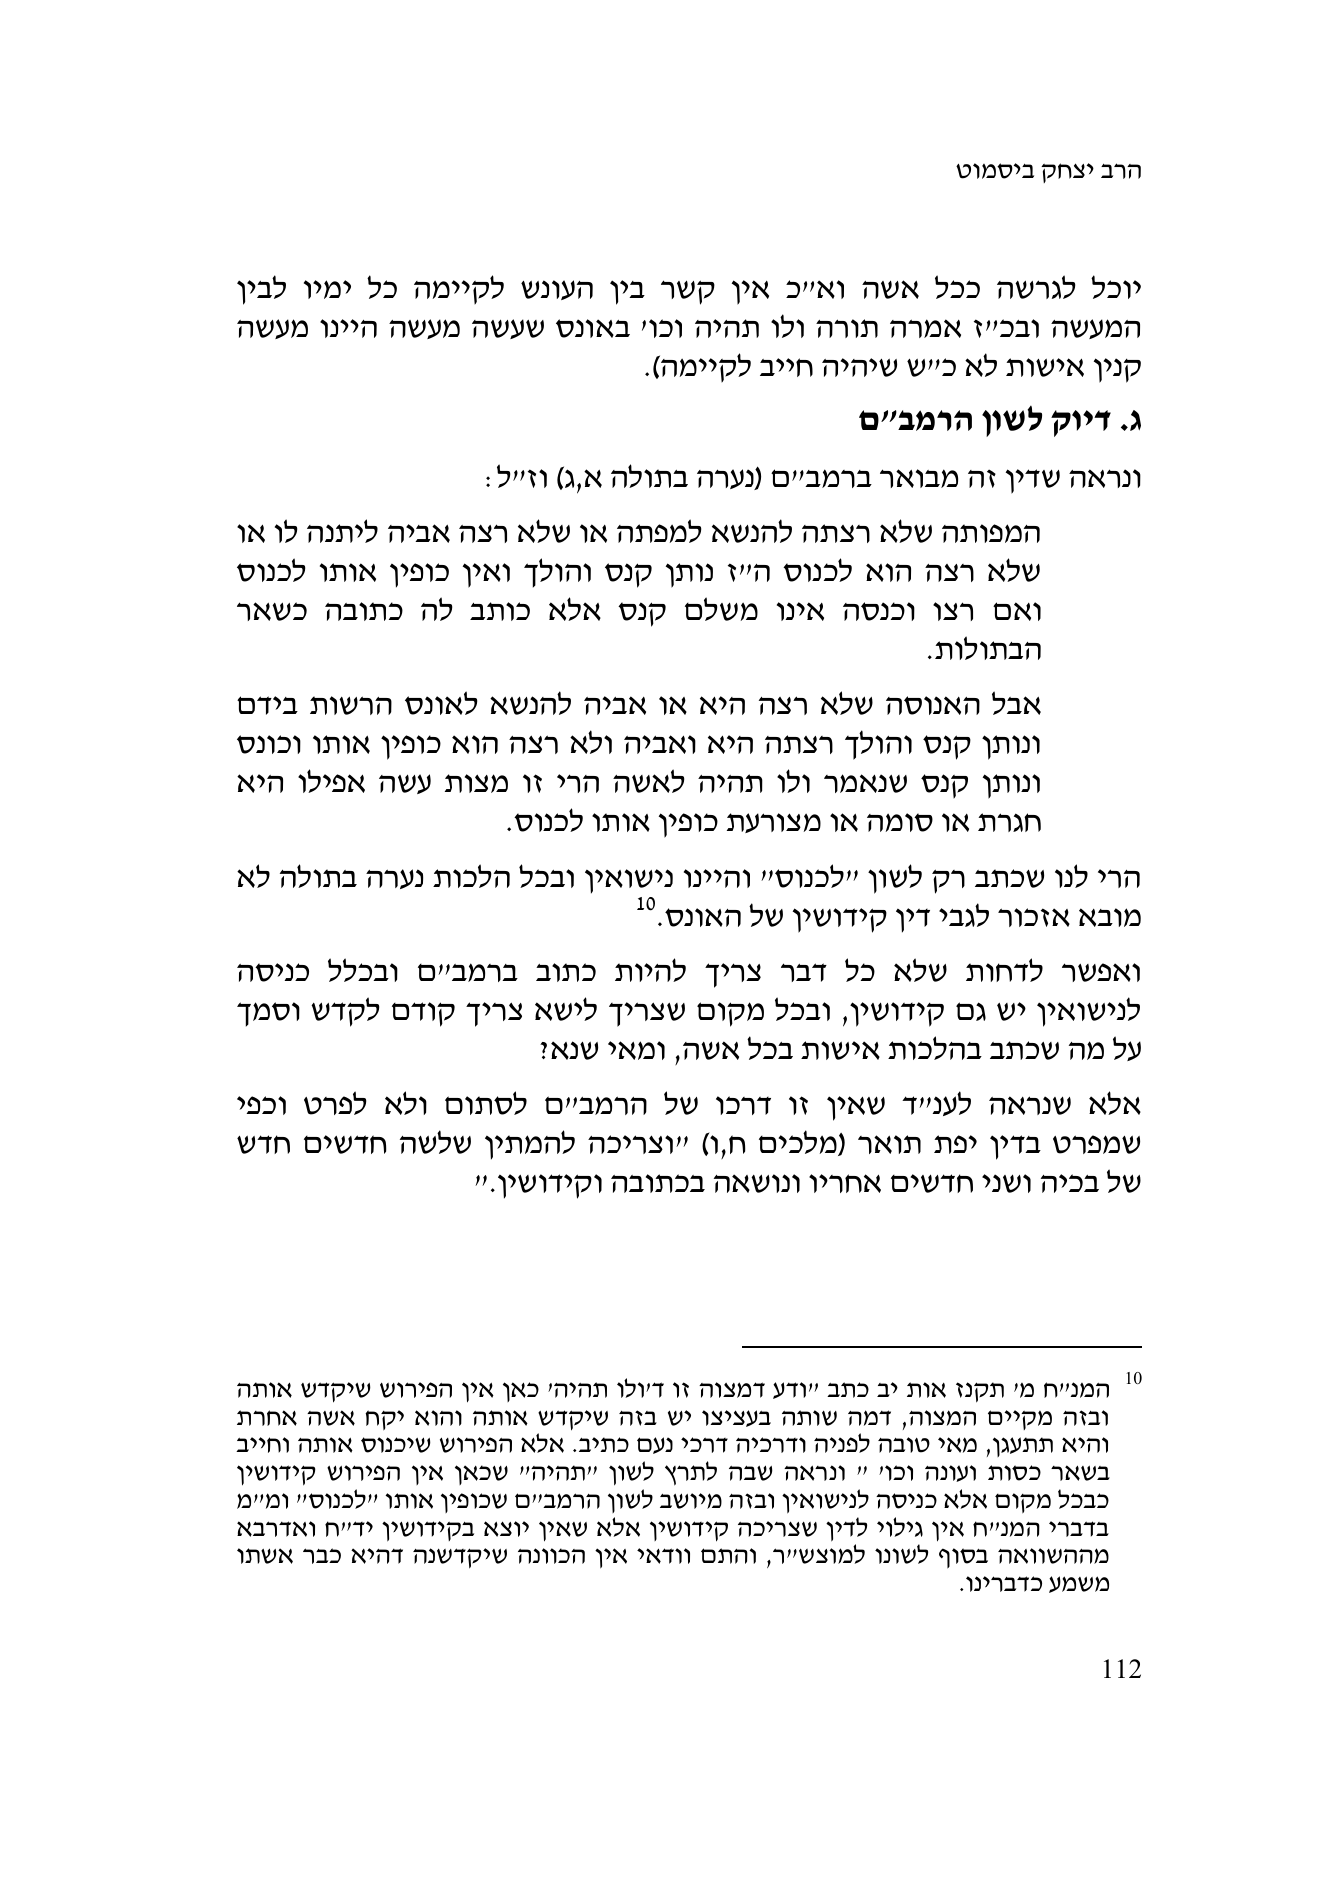 הרב יצחק ביסמוט
יוכל לגרשה ככל אשה וא"כ אין קשר בין העונש לקיימה כל ימיו לבין
המעשה ובכ"ז אמרה תורה ולו תהיה וכו' באונס שעשה מעשה היינו מעשה
קנין אישות לא כ"ש שיהיה חייב לקיימה).
ג. דיוק לשון הרמב"ם
ונראה שדין זה מבואר ברמב"ם (נערה בתולה א,ג) וז"ל:
המפותה שלא רצתה להנשא למפתה או שלא רצה אביה ליתנה לו או
שלא רצה הוא לכנוס ה"ז נותן קנס והולך ואין כופין אותו לכנוס
ואם רצו וכנסה אינו משלם קנס אלא כותב לה כתובה כשאר
הבתולות.
אבל האנוסה שלא רצה היא או אביה להנשא לאונס הרשות בידם
ונותן קנס והולך רצתה היא ואביה ולא רצה הוא כופין אותו וכונס
ונותן קנס שנאמר ולו תהיה לאשה הרי זו מצות עשה אפילו היא
חגרת או סומה או מצורעת כופין אותו לכנוס.
הרי לנו שכתב רק לשון "לכנוס" והיינו נישואין ובכל הלכות נערה בתולה לא
מובא אזכור לגבי דין קידושין של האונס.10
ואפשר לדחות שלא כל דבר צריך להיות כתוב ברמב"ם ובכלל כניסה
לנישואין יש גם קידושין, ובכל מקום שצריך לישא צריך קודם לקדש וסמך
על מה שכתב בהלכות אישות בכל אשה, ומאי שנא?
אלא שנראה לענ"ד שאין זו דרכו של הרמב"ם לסתום ולא לפרט וכפי
שמפרט בדין יפת תואר (מלכים ח,ו) "וצריכה להמתין שלשה חדשים חדש
של בכיה ושני חדשים אחריו ונושאה בכתובה וקידושין."
10 המנ"ח מ' תקנז אות יב כתב "ודע דמצוה זו ד'ולו תהיה' כאן אין הפירוש שיקדש אותה
ובזה מקיים המצוה, דמה שותה בעציצו יש בזה שיקדש אותה והוא יקח אשה אחרת
והיא תתעגן, מאי טובה לפניה ודרכיה דרכי נעם כתיב. אלא הפירוש שיכנוס אותה וחייב
בשאר כסות ועונה וכו' " ונראה שבה לתרץ לשון "תהיה" שכאן אין הפירוש קידושין
כבכל מקום אלא כניסה לנישואין ובזה מיושב לשון הרמב"ם שכופין אותו "לכנוס" ומ"מ
בדברי המנ"ח אין גילוי לדין שצריכה קידושין אלא שאין יוצא בקידושין יד"ח ואדרבא
מההשוואה בסוף לשונו למוצש"ר, והתם וודאי אין הכוונה שיקדשנה דהיא כבר אשתו
משמע כדברינו.
112